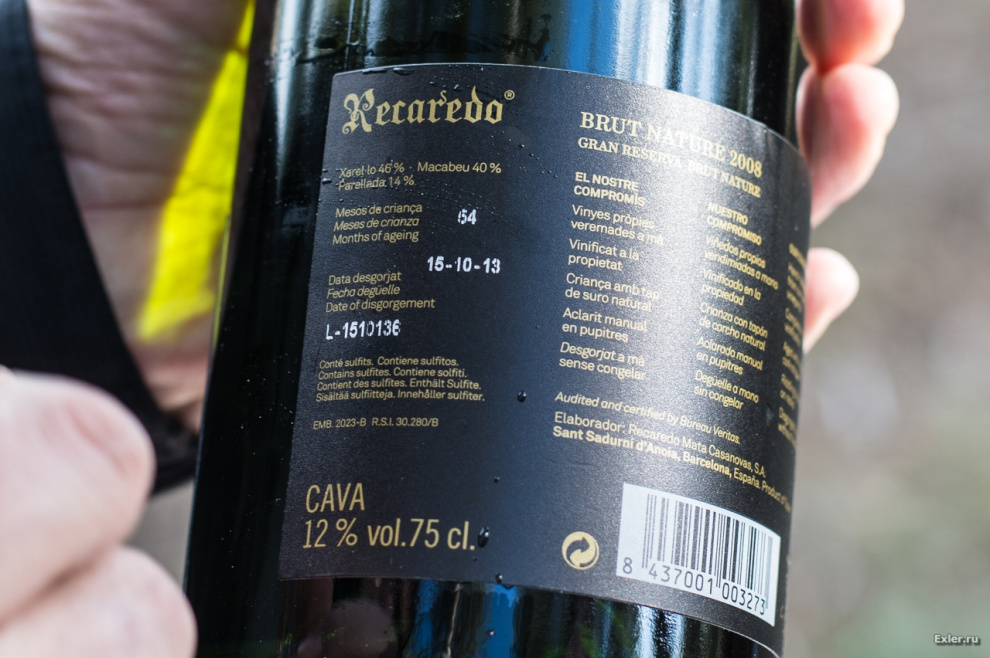 Recaredo®
Xarel·lo 46 % · Macabeu 40 %
Parellada 14 %
Mesos de criança
Meses de crianza
Months of ageing
54
15-10-13
Data desgorjat
Fecha degüelle
Date of disgorgement
L-1510136
Conté sulfits. Contiene sulfitos.
Contains sulfites. Contiene solfiti.
Contient des sulfites. Enthält Sulfite.
Sisältää sulfiitteja. Innehåller sulfiter.
EMB. 2023-B R.S.I. 30.280/B
CAVA
12 % vol. 75 cl.
BRUT NATURE 2008
GRAN RESERVA BRUT NATURE
EL NOSTRE
COMPROMÍS
Vinyes pròpies
veremades a mà
Vinificat a la
propietat
Criança amb tap
de suro natural
Aclarit manual
en pupitres
Desgorjat a mà
sense congelar
NUESTRO
COMPROMISO
Viñedos propios
vendimiados a mano
Vinificado en la
propiedad
Crianza con tapón
de corcho natural
Aclarado manual
en pupitres
Degüelle a mano
sin congelar
Audited and certified by Bureau Veritas.
Elaborador: Recaredo Mata Casanovas, S.A.
Sant Sadurní d'Anoia, Barcelona, España. Product of
8 437001 003273
Exler.ru